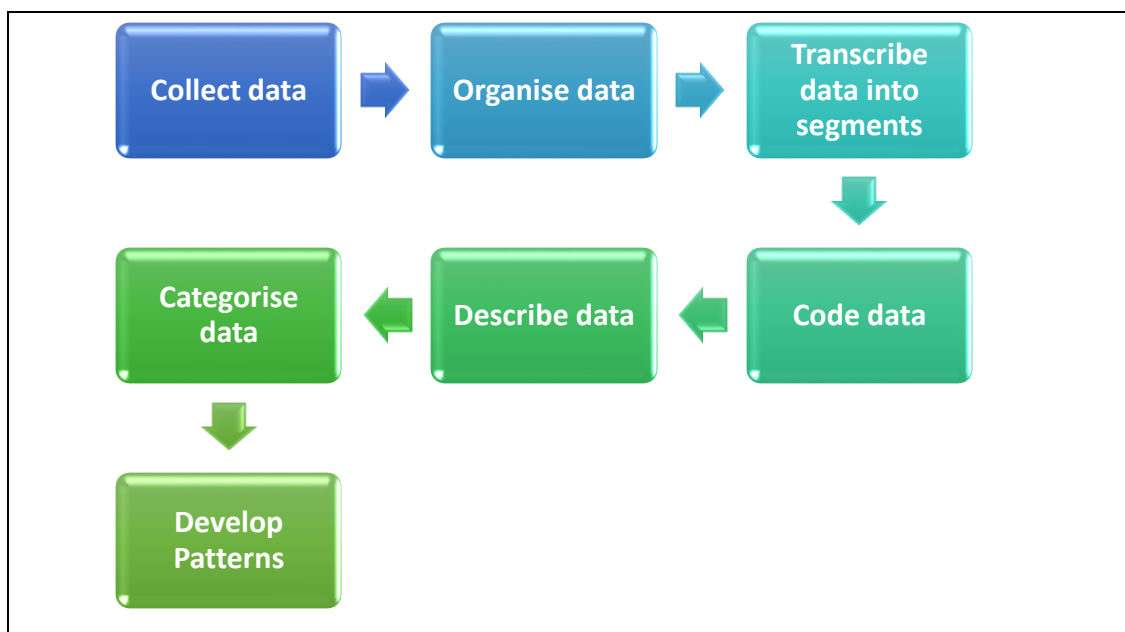 Collect data
Organise data
Transcribe
data into
segments
Code data
Describe data
Categorise
data
Develop
Patterns